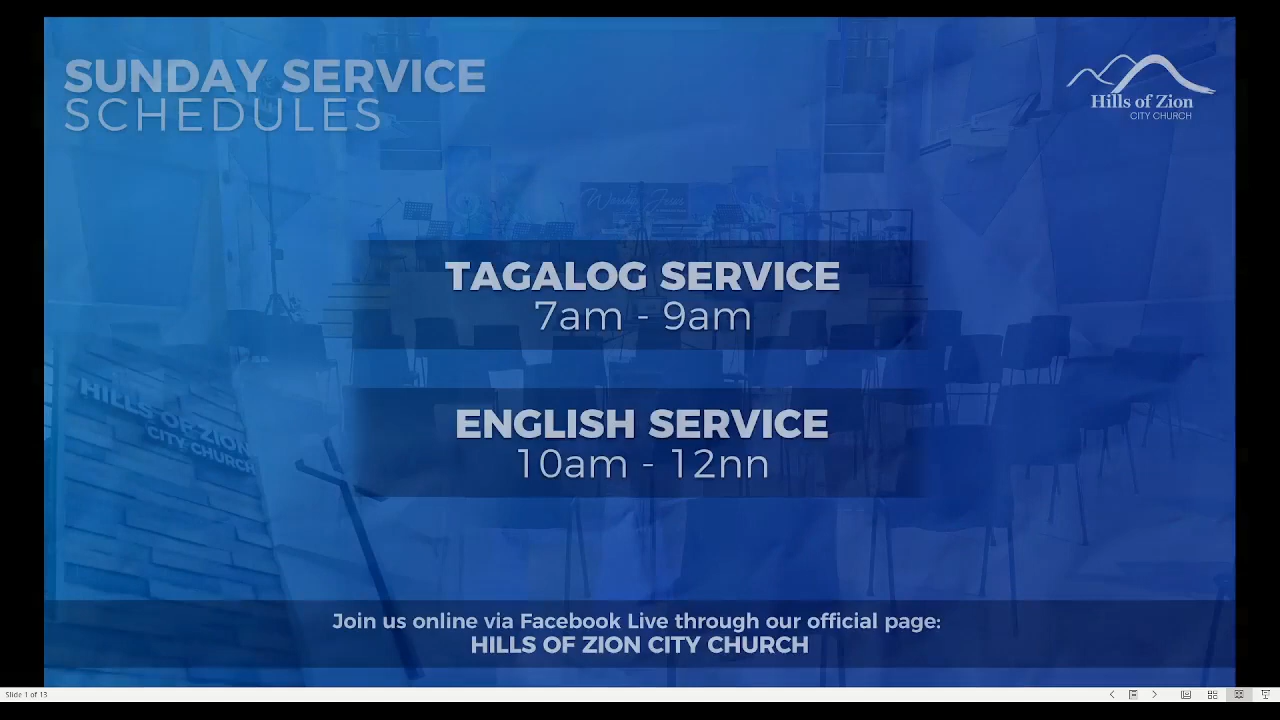 SUNDAY SERVICE
SCHEDULES
Hills of Zion
CITY CHURCH
Worship Jesus
TAGALOG SERVICE
7am - 9am
ENGLISH SERVICE
10am - 12nn
HILLS OF ZION
CITY CHURCH
Join us online via Facebook Live through our official page:
HILLS OF ZION CITY CHURCH
Slide 1 of 13